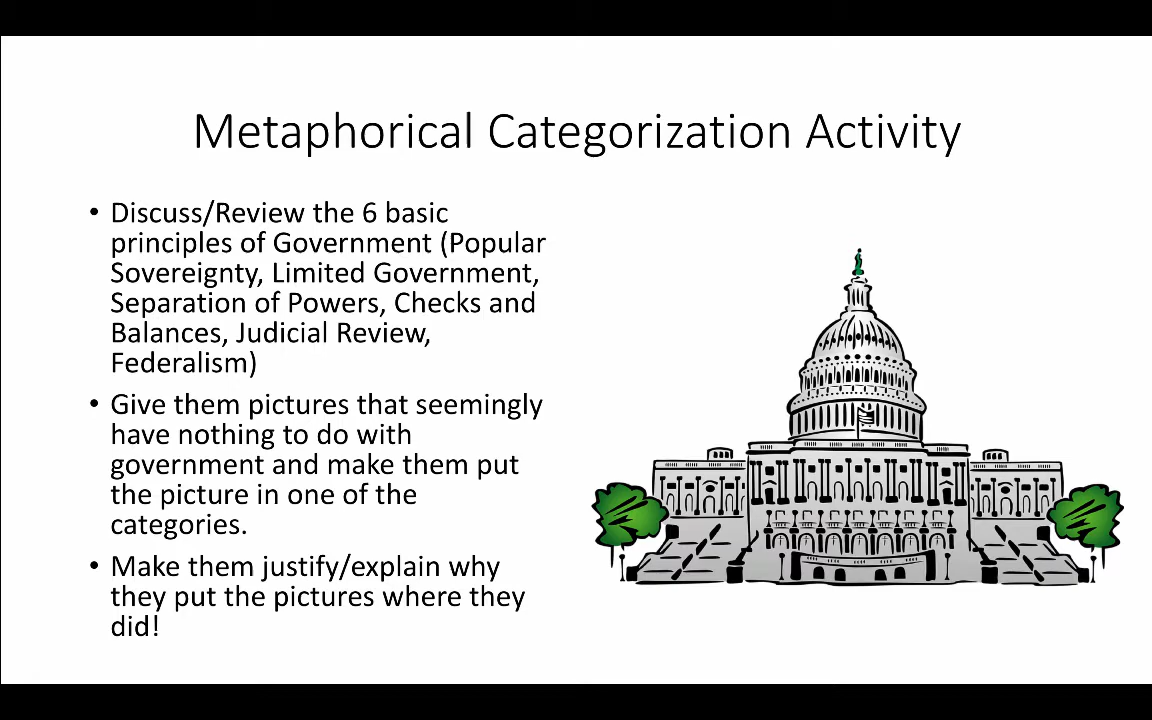 Metaphorical Categorization Activity
• Discuss/Review the 6 basic
principles of Government (Popular
Sovereignty, Limited Government,
Separation of Powers, Checks and
Balances, Judicial Review,
Federalism)
• Give them pictures that seemingly
have nothing to do with
government and make them put
the picture in one of the
categories.
• Make them justify/explain why
they put the pictures where they
did!